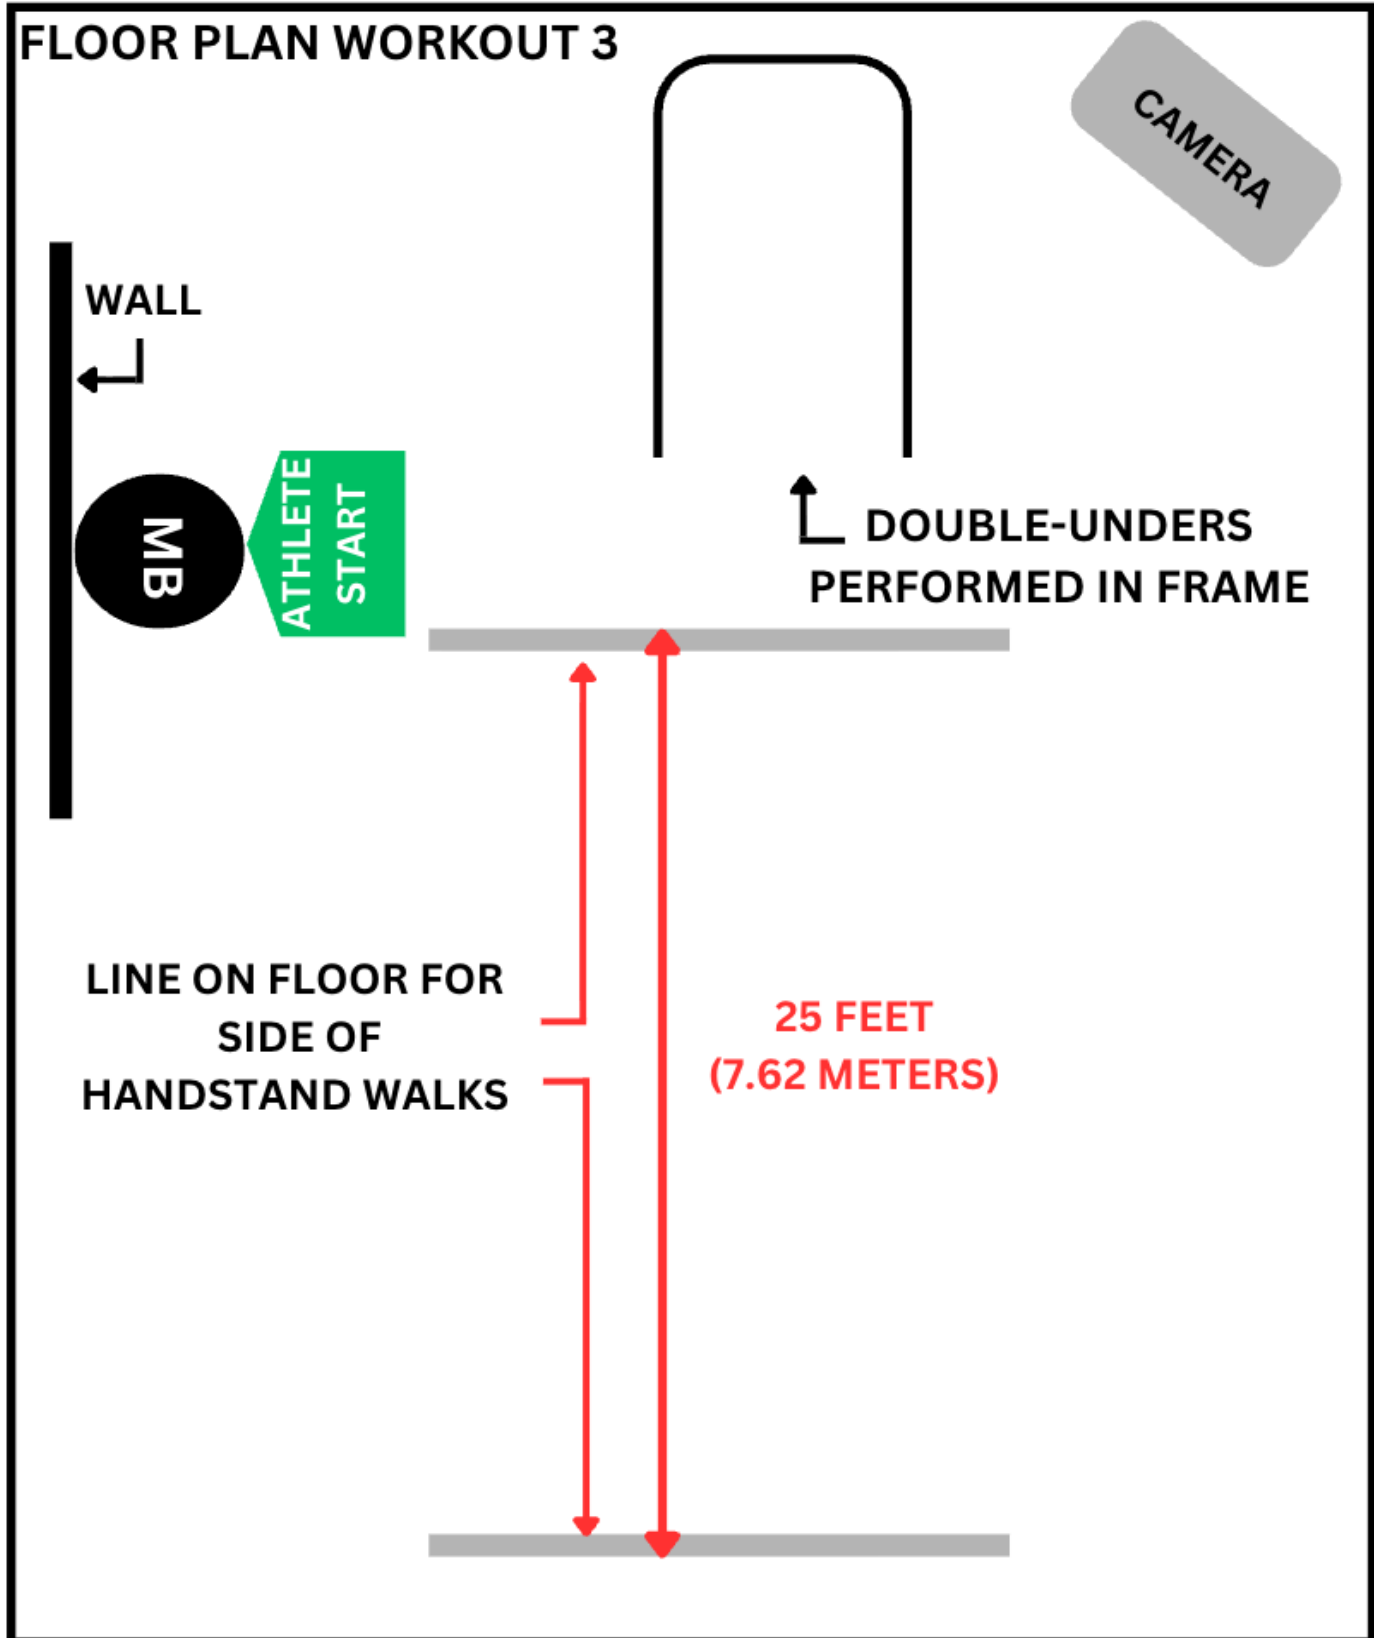 FLOOR PLAN WORKOUT 3
CAMERA
WALL
MB
ATHLETE
START
DOUBLE-UNDERS
PERFORMED IN FRAME
LINE ON FLOOR FOR
SIDE OF
HANDSTAND WALKS
25 FEET
(7.62 METERS)